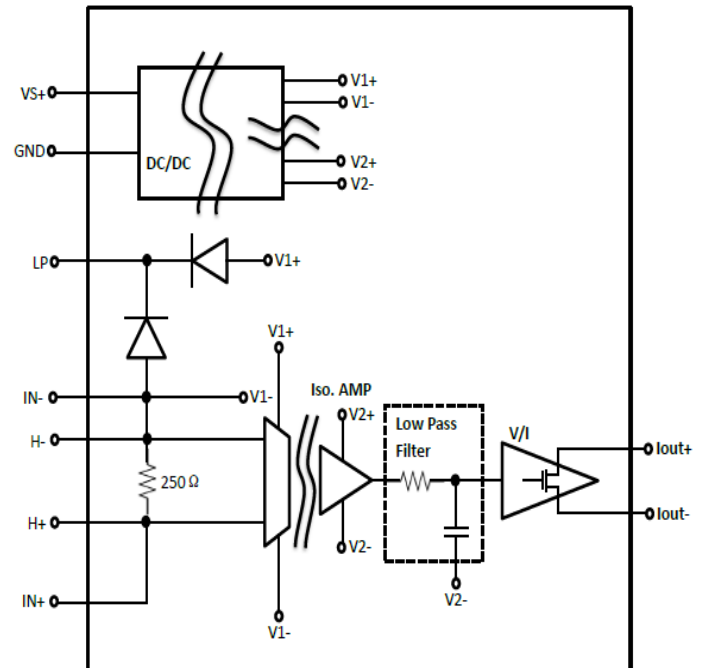 VS+
V1+
V1-
GND
DC/DC
V2+
V2-
LP
V1+
V1+
Iso. AMP
IN-
V1-
V2+
Low Pass
Filter
V/I
H-
Iout+
250 Ω
H+
Iout-
V2-
IN+
V2-
V1-